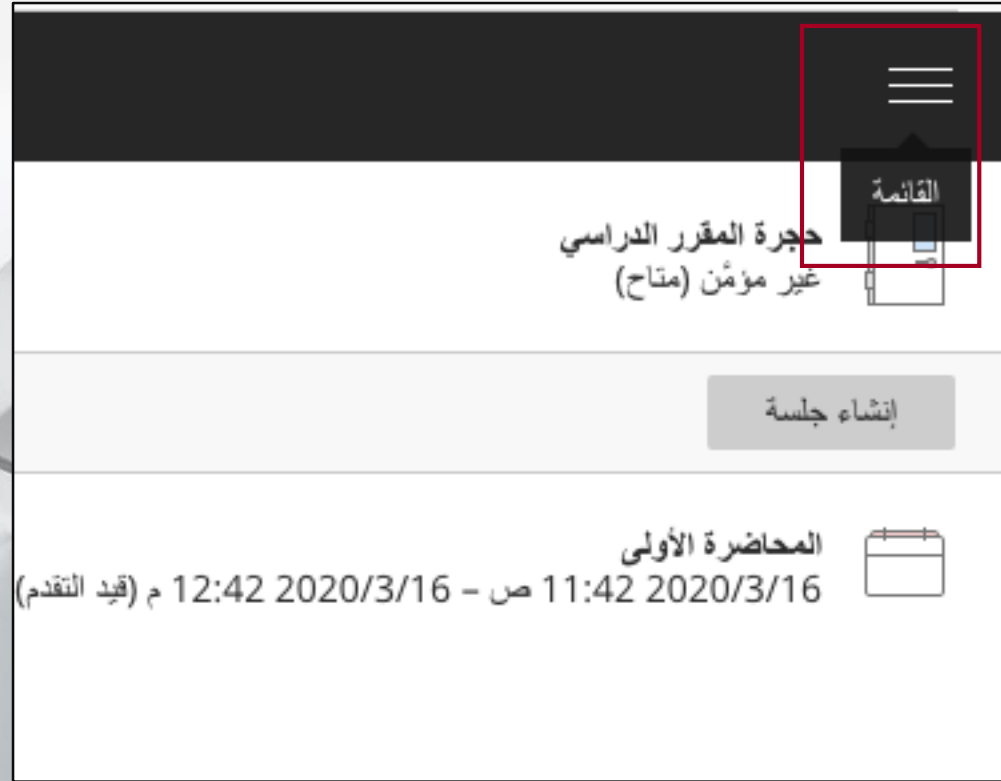 القائمة
حجرة المقرر الدراسي
غير مؤمَّن (متاح)
إنشاء جلسة
المحاضرة الأولى
2020/3/16 11:42 ص – 2020/3/16 12:42 م (قيد التقدم)